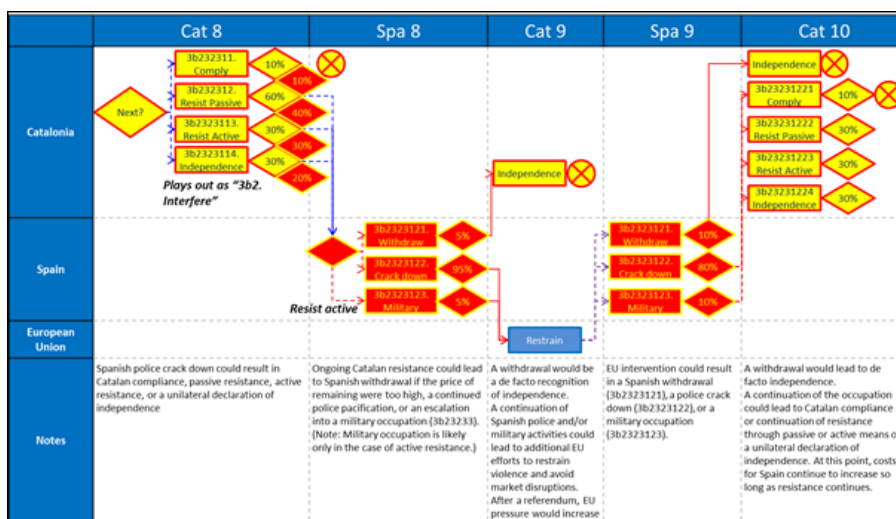 Cat 8
Spa 8
Cat 9
Spa 9
Cat 10
Catalonia
Next?
3b232311.
Comply
10%
10%
3b232312.
Resist Passive
60%
40%
3b2323113.
Resist Active
30%
30%
3b2323114.
Independence
30%
20%
Plays out as "3b2.
Interfere"
Independence
Independence
3b23231221
Comply
10%
3b23231222
Resist Passive
30%
3b23231223
Resist Active
30%
3b23231224
Independence
30%
Spain
3b2323121.
Withdraw
5%
3b2323122.
Crack down
95%
3b2323123.
Military
5%
Resist active
3b2323121.
Withdraw
10%
3b2323122.
Crack down
80%
3b2323123.
Military
10%
European
Union
Restrain
Notes
Spanish police crack down could result in
Catalan compliance, passive resistance, active
resistance, or a unilateral declaration of
independence
Ongoing Catalan resistance could lead
to Spanish withdrawal if the price of
remaining were too high, a continued
police pacification, or an escalation
into a military occupation (3b23233).
(Note: Military occupation is likely
only in the case of active resistance.)
A withdrawal would be
a de facto recognition
of independence.
A continuation of
Spanish police and/or
military activities could
lead to additional EU
efforts to restrain
violence and avoid
market disruptions.
After a referendum, EU
pressure would increase
EU intervention could result
in a Spanish withdrawal
(3b2323121), a police crack
down (3b2323122), or a
military occupation
(3b2323123).
A withdrawal would lead to de
facto independence.
A continuation of the occupation
could lead to Catalan compliance
or continuation of resistance
through passive or active means o
a unilateral declaration of
independence. At this point, costs
for Spain continue to increase so
long as resistance continues.